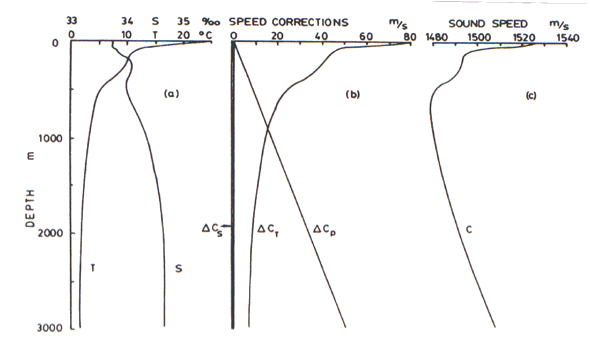 33 34 S 35 ‰ SPEED CORRECTIONS m/s SOUND SPEED m/s
0 10 T 20 °C 0 20 40 60 80 1480 1500 1520 1540
0
(a) (b) (c)
1000
DEPTH m
2000
ΔCS ΔCT ΔCP C
T S
3000